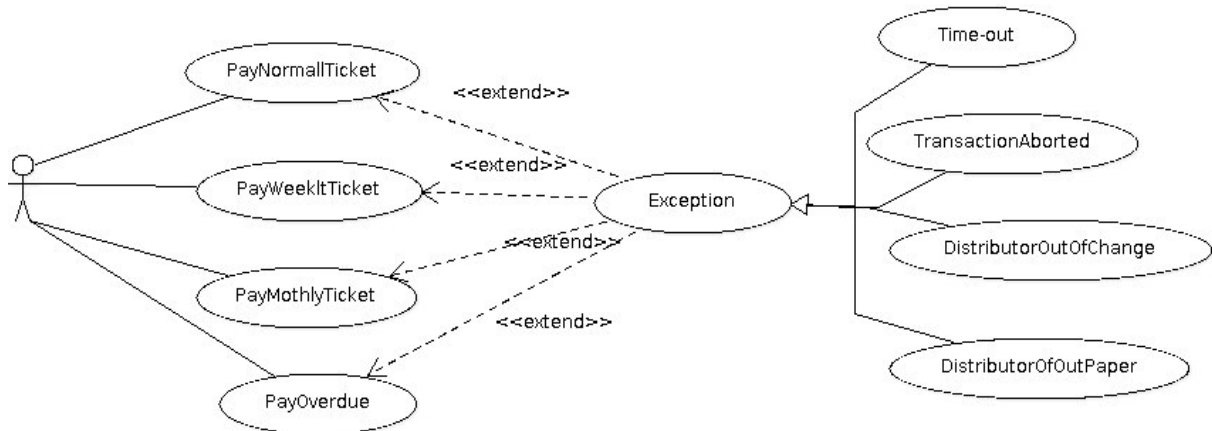 Time-out
PayNormallTicket
<<extend>>
TransactionAborted
<<extend>>
PayWeekltTicket
Exception
<<extend>>
DistributorOutOfChange
PayMothlyTicket
<<extend>>
DistributorOfOutPaper
PayOverdue